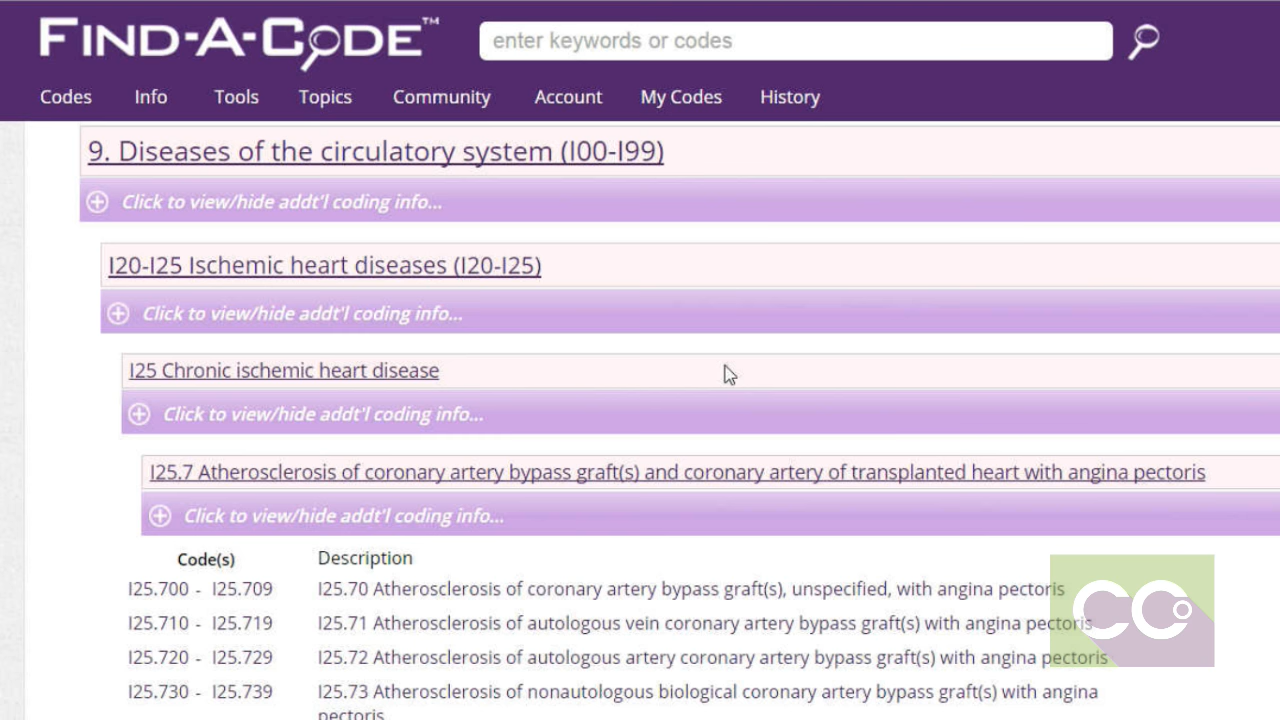 FIND-A-CODE™
enter keywords or codes
Codes Info Tools Topics Community Account My Codes History
9. Diseases of the circulatory system (I00-I99)
Click to view/hide addt'l coding info...
I20-I25 Ischemic heart diseases (I20-I25)
Click to view/hide addt'l coding info...
I25 Chronic ischemic heart disease
Click to view/hide addt'l coding info...
I25.7 Atherosclerosis of coronary artery bypass graft(s) and coronary artery of transplanted heart with angina pectoris
Click to view/hide addt'l coding info...
Code(s) Description
I25.700 - I25.709 I25.70 Atherosclerosis of coronary artery bypass graft(s), unspecified, with angina pectoris
I25.710 - I25.719 I25.71 Atherosclerosis of autologous vein coronary artery bypass graft(s) with angina pectoris
I25.720 - I25.729 I25.72 Atherosclerosis of autologous artery coronary artery bypass graft(s) with angina pectoris
I25.730 - I25.739 I25.73 Atherosclerosis of nonautologous biological coronary artery bypass graft(s) with angina
pectoris
CCO